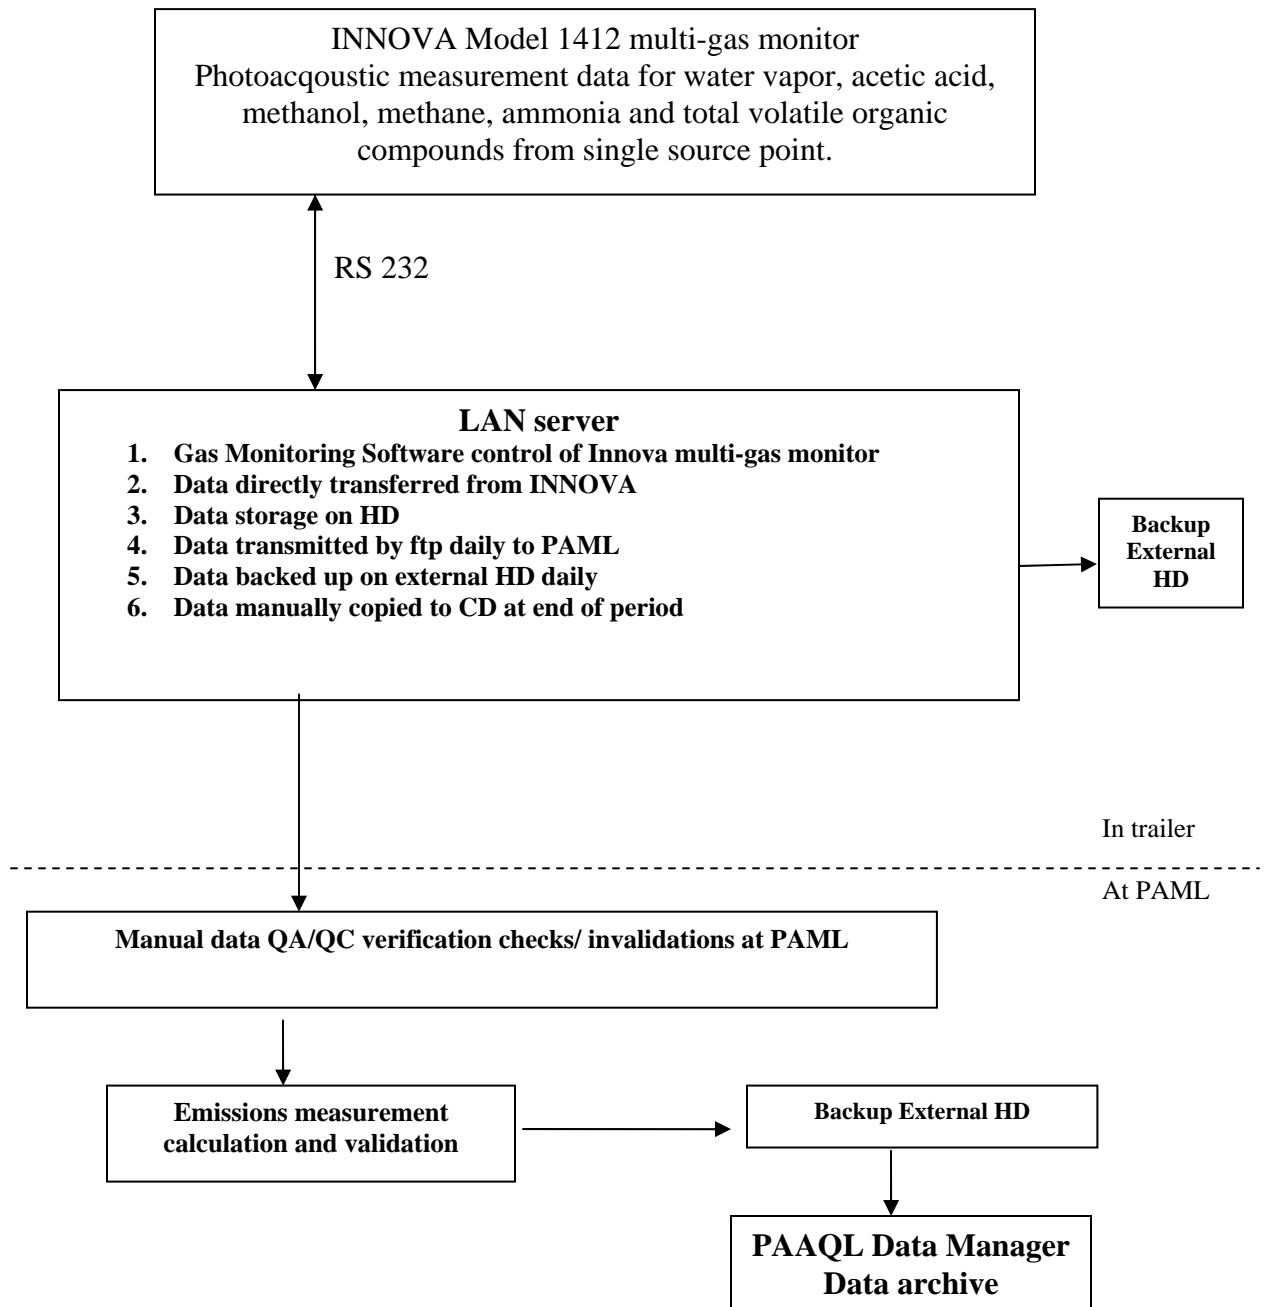 INNOVA Model 1412 multi-gas monitor
Photoacqoustic measurement data for water vapor, acetic acid,
methanol, methane, ammonia and total volatile organic
compounds from single source point.
RS 232
LAN server
1. Gas Monitoring Software control of Innova multi-gas monitor
2. Data directly transferred from INNOVA
3. Data storage on HD
4. Data transmitted by ftp daily to PAML
5. Data backed up on external HD daily
6. Data manually copied to CD at end of period
Backup
External
HD
In trailer
At PAML
Manual data QA/QC verification checks/ invalidations at PAML
Emissions measurement
calculation and validation
Backup External HD
PAAQL Data Manager
Data archive